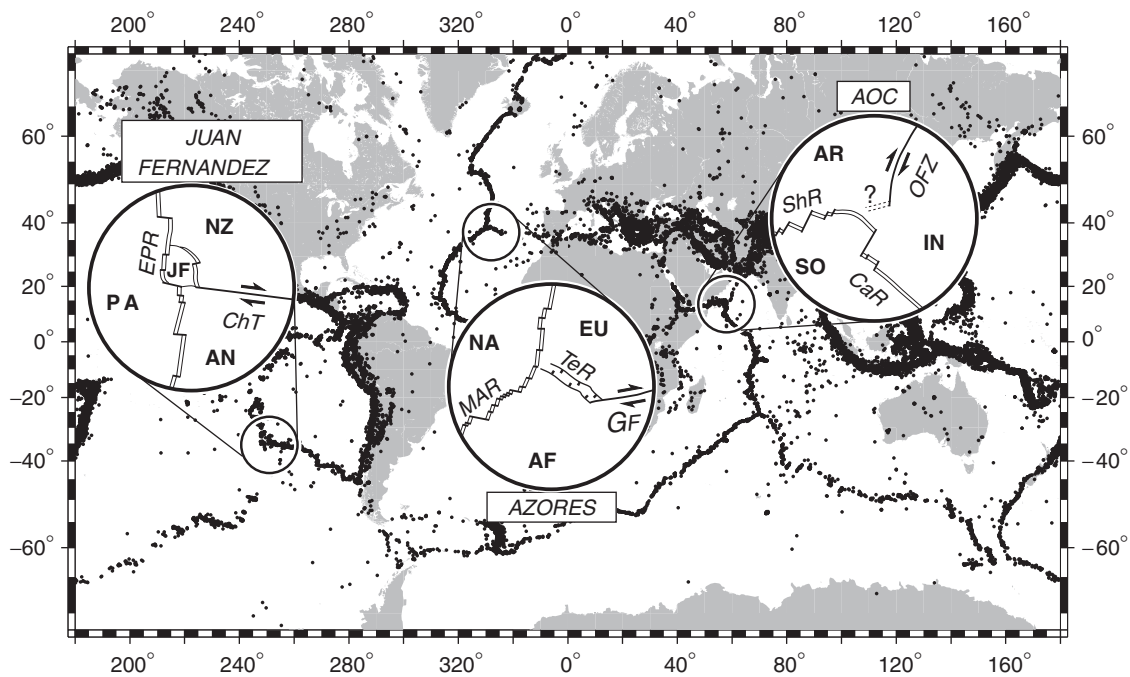 200° 240° 280° 320° 0° 40° 80° 120° 160°
60°
40°
20°
0°
−20°
−40°
−60°
JUAN
FERNANDEZ
NZ
EPR
JF
PA
ChT
AN
NA
EU
TeR
MAR
GF
AF
AZORES
AOC
AR
OFZ
?
ShR
IN
SO
CaR
60°
40°
20°
0°
−20°
−40°
−60°
200° 240° 280° 320° 0° 40° 80° 120° 160°